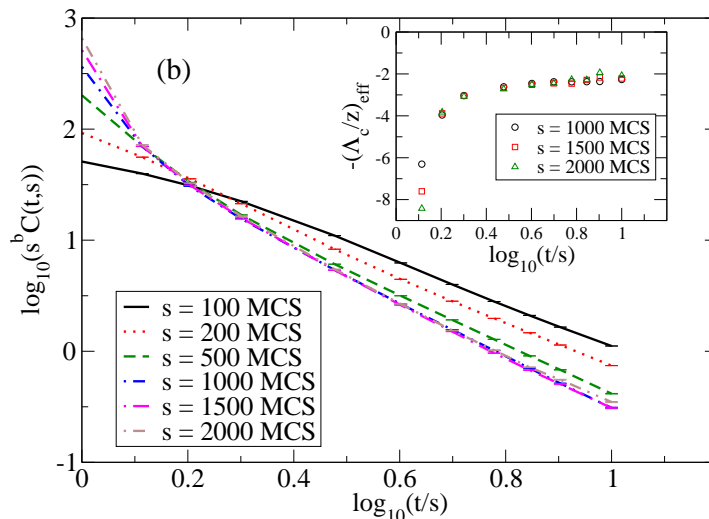 3
2
1
0
-1
log₁₀(sᵇC(t,s))
(b)
0
-2
-4
-6
-8
-(Λ_c/z)_eff
s = 1000 MCS
s = 1500 MCS
s = 2000 MCS
0
0.2
0.4
0.6
0.8
1
log₁₀(t/s)
s = 100 MCS
s = 200 MCS
s = 500 MCS
s = 1000 MCS
s = 1500 MCS
s = 2000 MCS
0
0.2
0.4
0.6
0.8
1
log₁₀(t/s)